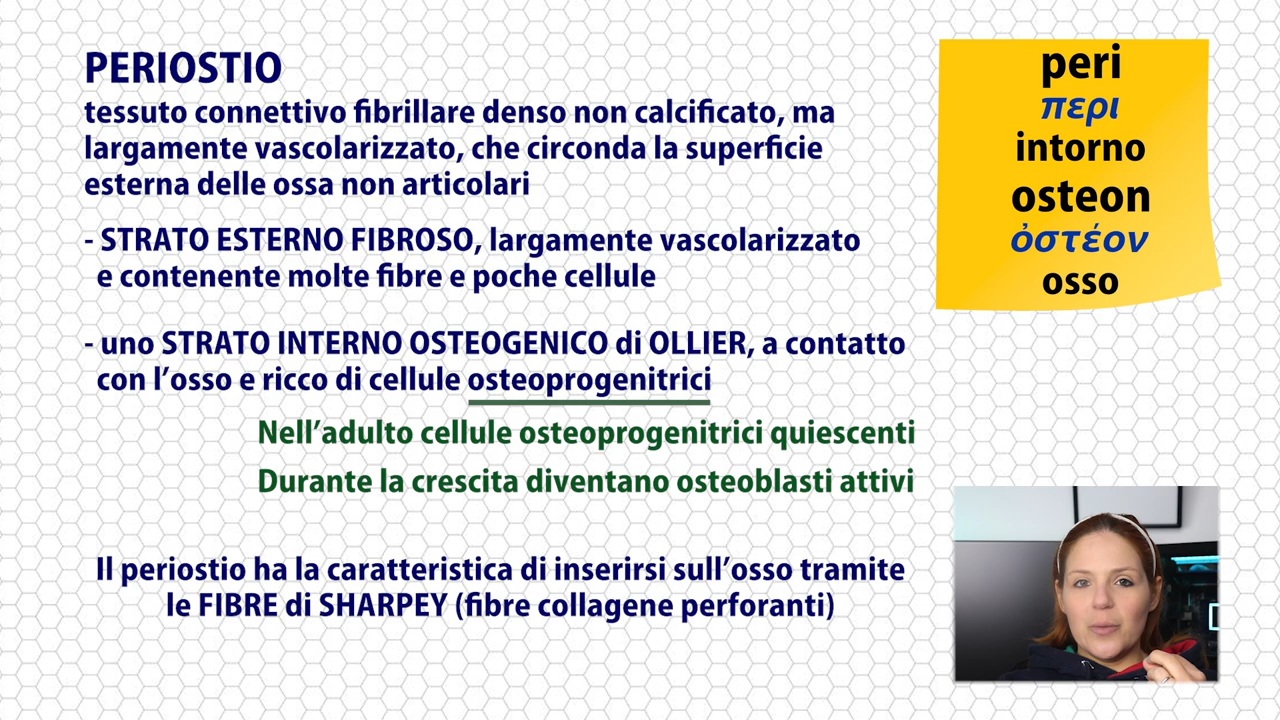 PERIOSTIO
tessuto connettivo fibrillare denso non calcificato, ma
largamente vascolarizzato, che circonda la superficie
esterna delle ossa non articolari
- STRATO ESTERNO FIBROSO, largamente vascolarizzato
e contenente molte fibre e poche cellule
- uno STRATO INTERNO OSTEOGENICO di OLLIER, a contatto
con l'osso e ricco di cellule osteoprogenitrici
Nell'adulto cellule osteoprogenitrici quiescenti
Durante la crescita diventano osteoblasti attivi
Il periostio ha la caratteristica di inserirsi sull'osso tramite
le FIBRE di SHARPEY (fibre collagene perforanti)
peri
περι
intorno
osteon
ὀστέον
osso